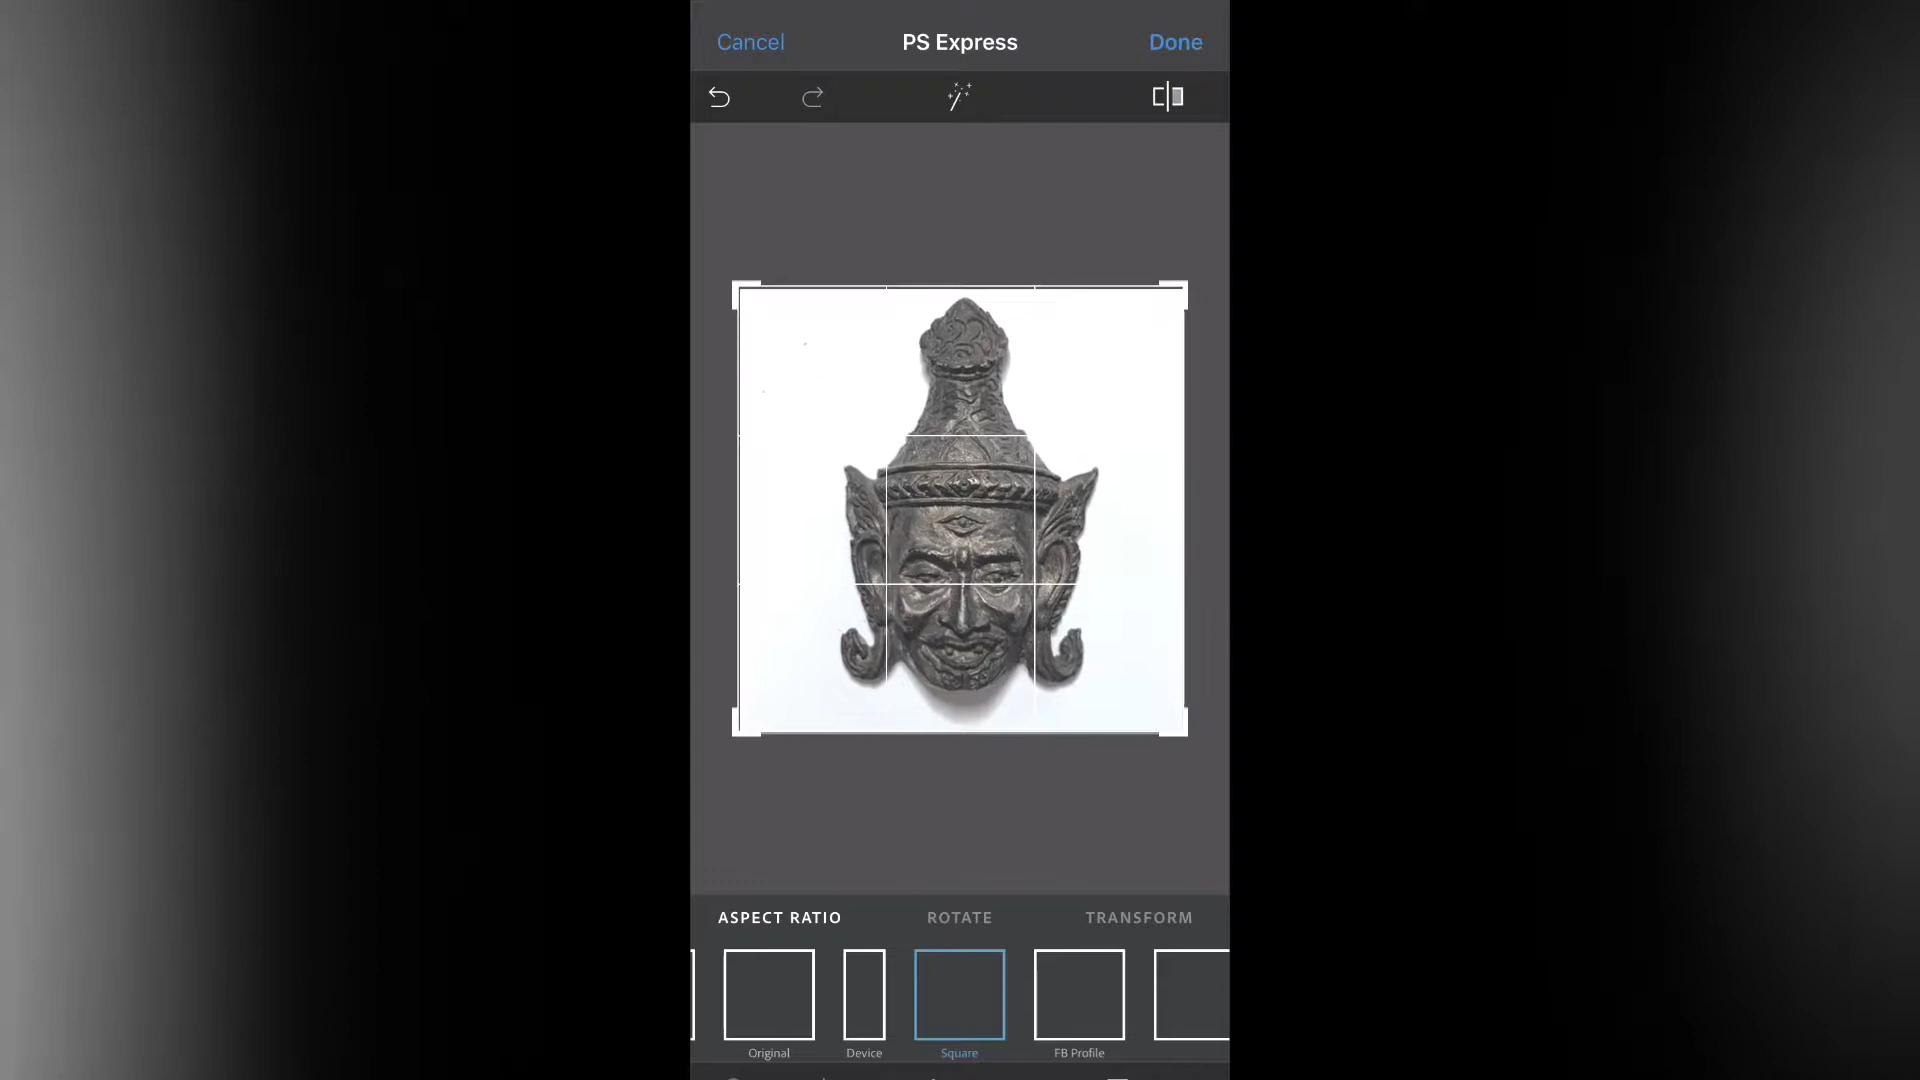 Cancel PS Express Done
ASPECT RATIO ROTATE TRANSFORM
Original Device Square FB Profile